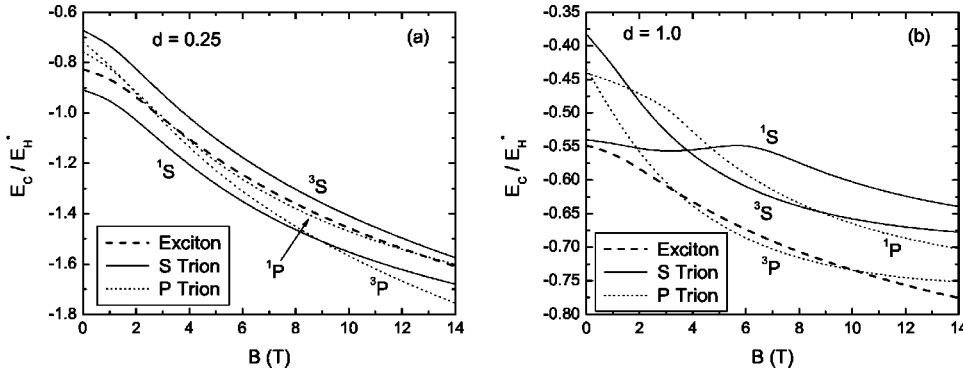 d = 0.25
(a)
-0.6
-0.8
-1.0
-1.2
-1.4
-1.6
-1.8
E_C / E_H^*
¹S
³S
¹P
³P
Exciton
S Trion
P Trion
0 2 4 6 8 10 12 14
B (T)
d = 1.0
(b)
-0.35
-0.40
-0.45
-0.50
-0.55
-0.60
-0.65
-0.70
-0.75
-0.80
E_C / E_H^*
¹S
³S
¹P
³P
Exciton
S Trion
P Trion
0 2 4 6 8 10 12 14
B (T)